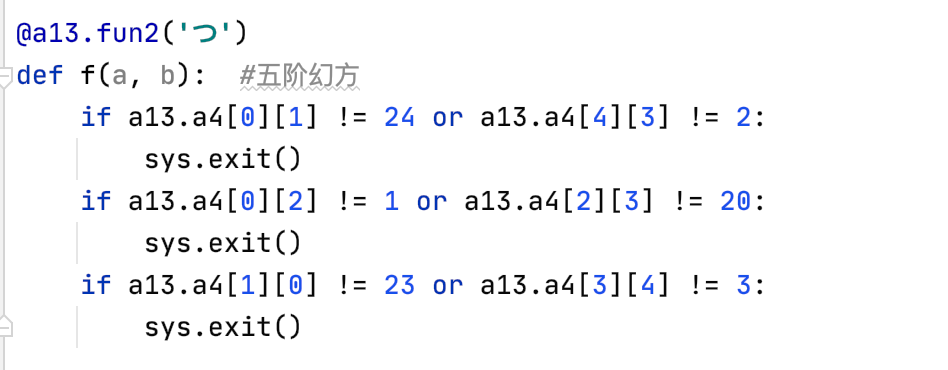 @a13.fun2('つ')
def f(a, b):  #五阶幻方
    if a13.a4[0][1] != 24 or a13.a4[4][3] != 2:
        sys.exit()
    if a13.a4[0][2] != 1 or a13.a4[2][3] != 20:
        sys.exit()
    if a13.a4[1][0] != 23 or a13.a4[3][4] != 3:
        sys.exit()